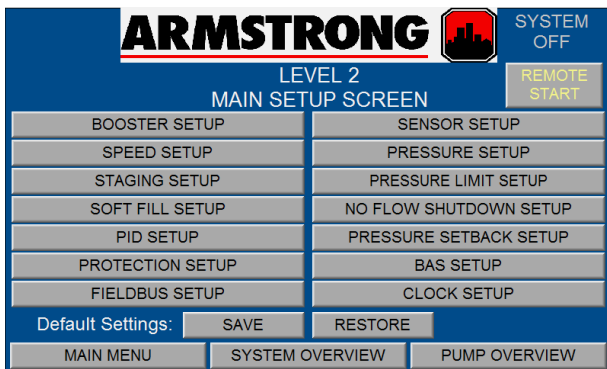 ARMSTRONG
SYSTEM
OFF
LEVEL 2
MAIN SETUP SCREEN
REMOTE
START
BOOSTER SETUP
SENSOR SETUP
SPEED SETUP
PRESSURE SETUP
STAGING SETUP
PRESSURE LIMIT SETUP
SOFT FILL SETUP
NO FLOW SHUTDOWN SETUP
PID SETUP
PRESSURE SETBACK SETUP
PROTECTION SETUP
BAS SETUP
FIELDBUS SETUP
CLOCK SETUP
Default Settings: SAVE RESTORE
MAIN MENU SYSTEM OVERVIEW PUMP OVERVIEW